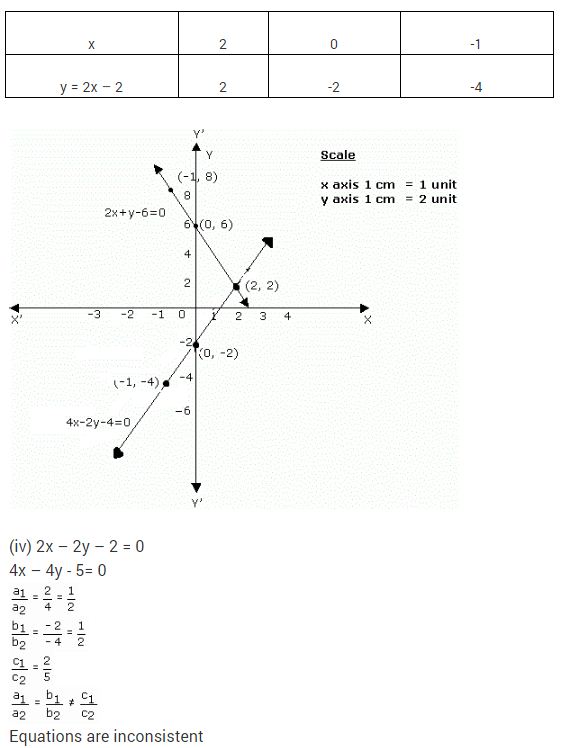 x 2 0 -1
y = 2x − 2 2 -2 -4
Y'
Y
Scale
(-1, 8)
x axis 1 cm = 1 unit
8
y axis 1 cm = 2 unit
2x+y-6=0
6 (0, 6)
4
2 (2, 2)
-3 -2 -1 0 1 2 3 4
X' X
-2
(0, -2)
(-1, -4) -4
-6
4x-2y-4=0
Y'
(iv) 2x − 2y − 2 = 0
4x − 4y - 5= 0
a1/a2 = 2/4 = 1/2
b1/b2 = -2/-4 = 1/2
c1/c2 = 2/5
a1/a2 = b1/b2 ≠ c1/c2
Equations are inconsistent